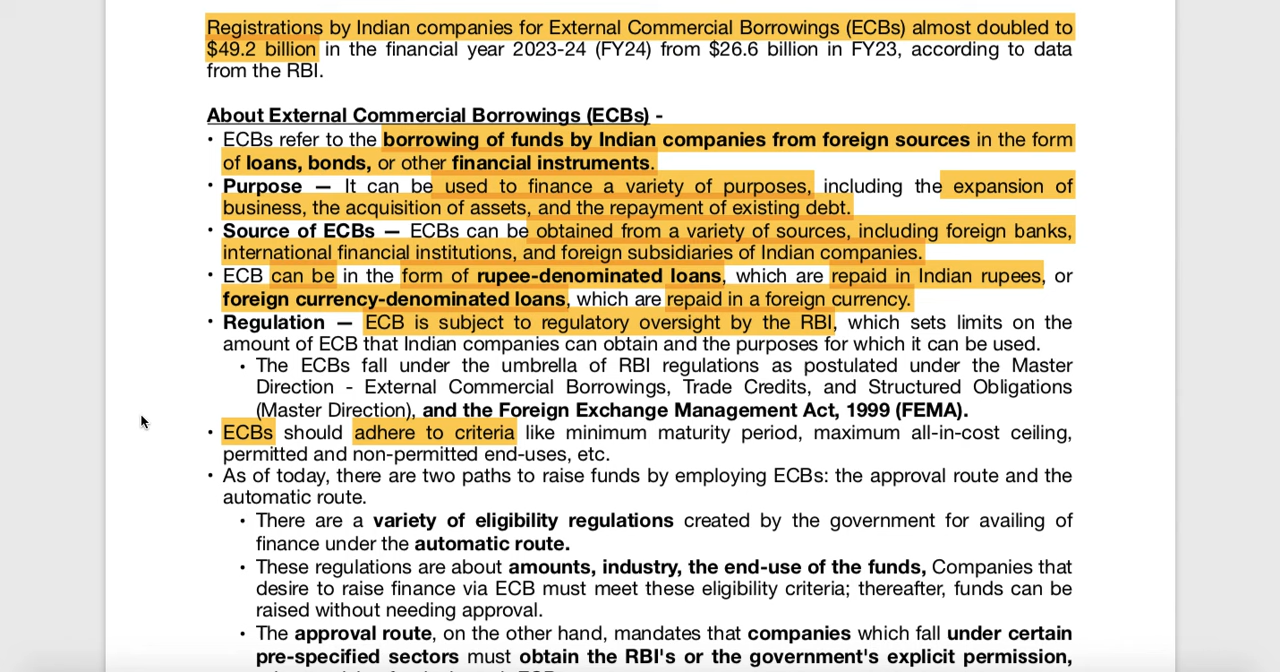 Registrations by Indian companies for External Commercial Borrowings (ECBs) almost doubled to
$49.2 billion in the financial year 2023-24 (FY24) from $26.6 billion in FY23, according to data
from the RBI.
About External Commercial Borrowings (ECBs) -
• ECBs refer to the borrowing of funds by Indian companies from foreign sources in the form
of loans, bonds, or other financial instruments.
• Purpose — It can be used to finance a variety of purposes, including the expansion of
business, the acquisition of assets, and the repayment of existing debt.
• Source of ECBs — ECBs can be obtained from a variety of sources, including foreign banks,
international financial institutions, and foreign subsidiaries of Indian companies.
• ECB can be in the form of rupee-denominated loans, which are repaid in Indian rupees, or
foreign currency-denominated loans, which are repaid in a foreign currency.
• Regulation — ECB is subject to regulatory oversight by the RBI, which sets limits on the
amount of ECB that Indian companies can obtain and the purposes for which it can be used.
• The ECBs fall under the umbrella of RBI regulations as postulated under the Master
Direction - External Commercial Borrowings, Trade Credits, and Structured Obligations
(Master Direction), and the Foreign Exchange Management Act, 1999 (FEMA).
• ECBs should adhere to criteria like minimum maturity period, maximum all-in-cost ceiling,
permitted and non-permitted end-uses, etc.
• As of today, there are two paths to raise funds by employing ECBs: the approval route and the
automatic route.
• There are a variety of eligibility regulations created by the government for availing of
finance under the automatic route.
• These regulations are about amounts, industry, the end-use of the funds, Companies that
desire to raise finance via ECB must meet these eligibility criteria; thereafter, funds can be
raised without needing approval.
• The approval route, on the other hand, mandates that companies which fall under certain
pre-specified sectors must obtain the RBI's or the government's explicit permission,